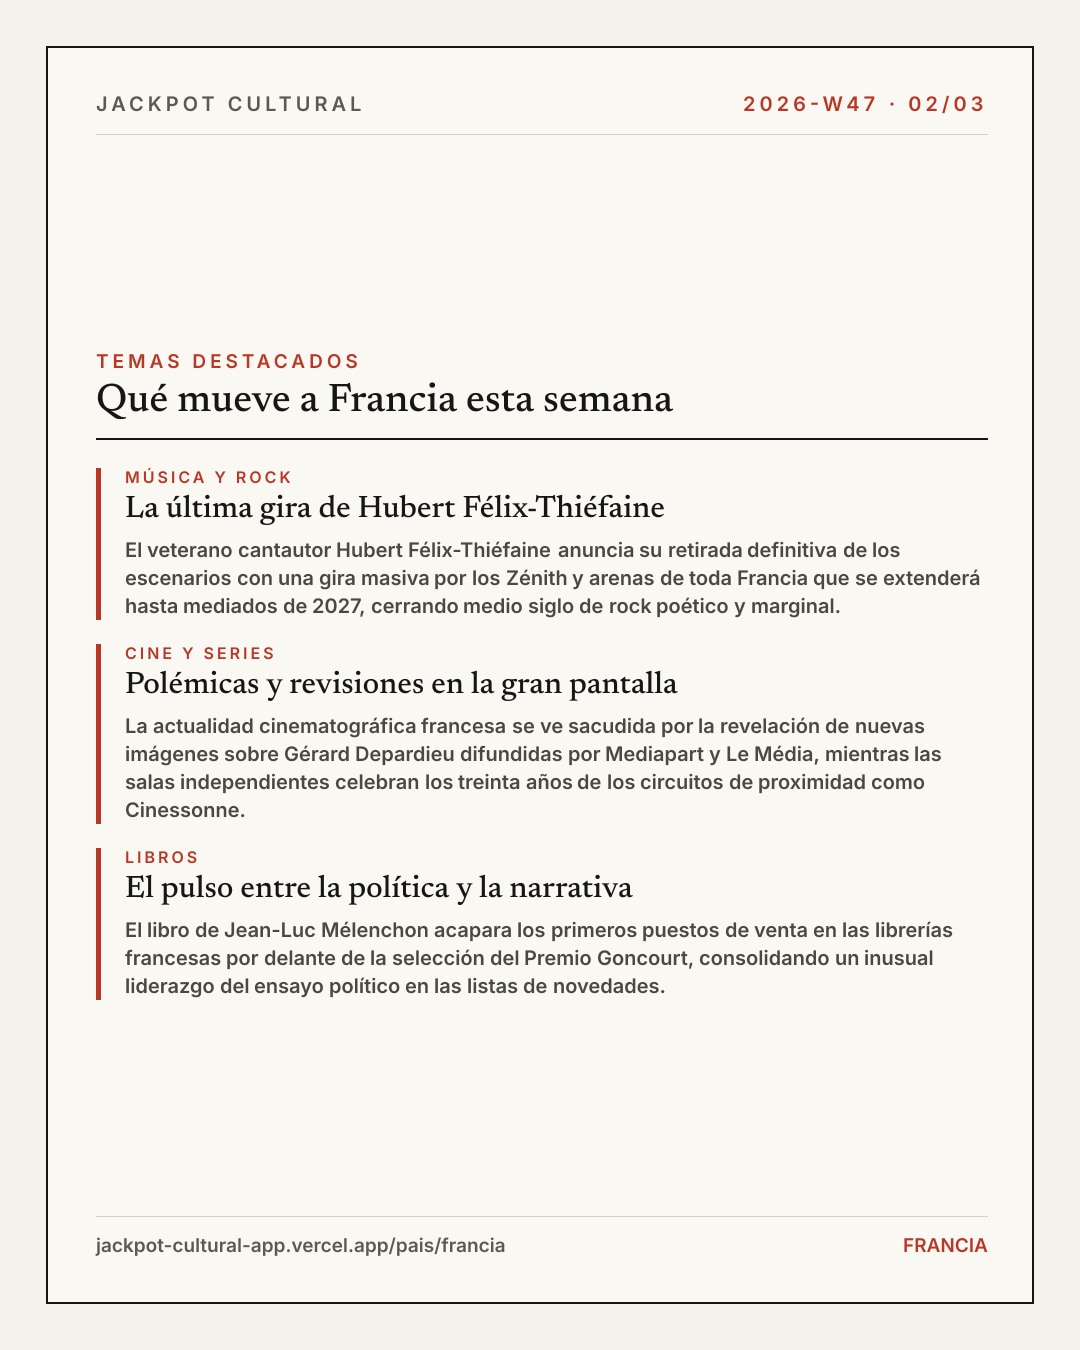 JACKPOT CULTURAL
2026-W47 · 02/03
TEMAS DESTACADOS
Qué mueve a Francia esta semana
MÚSICA Y ROCK
La última gira de Hubert Félix-Thiéfaine
El veterano cantautor Hubert Félix-Thiéfaine anuncia su retirada definitiva de los
escenarios con una gira masiva por los Zénith y arenas de toda Francia que se extenderá
hasta mediados de 2027, cerrando medio siglo de rock poético y marginal.
CINE Y SERIES
Polémicas y revisiones en la gran pantalla
La actualidad cinematográfica francesa se ve sacudida por la revelación de nuevas
imágenes sobre Gérard Depardieu difundidas por Mediapart y Le Média, mientras las
salas independientes celebran los treinta años de los circuitos de proximidad como
Cinessonne.
LIBROS
El pulso entre la política y la narrativa
El libro de Jean-Luc Mélenchon acapara los primeros puestos de venta en las librerías
francesas por delante de la selección del Premio Goncourt, consolidando un inusual
liderazgo del ensayo político en las listas de novedades.
jackpot-cultural-app.vercel.app/pais/francia
FRANCIA